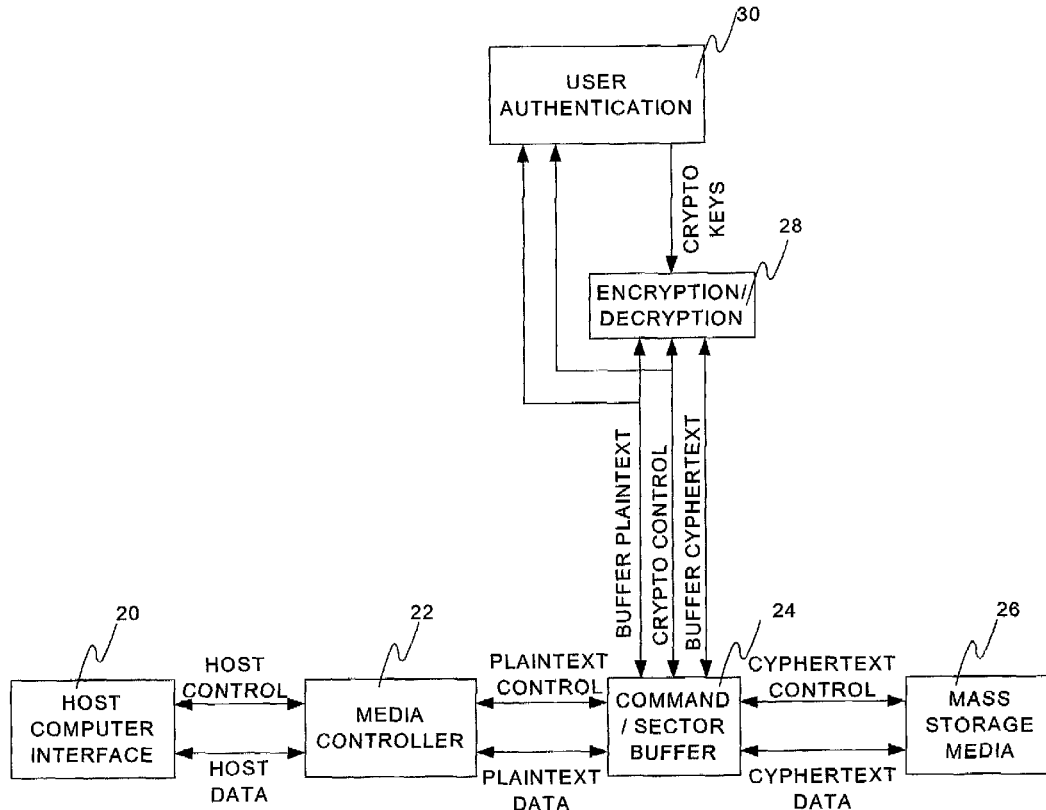 30
USER
AUTHENTICATION
CRYPTO
KEYS
28
ENCRYPTION/
DECRYPTION
BUFFER PLAINTEXT
CRYPTO CONTROL
BUFFER CYPHERTEXT
20
22
24
26
HOST
CONTROL
PLAINTEXT
CONTROL
CYPHERTEXT
CONTROL
HOST
COMPUTER
INTERFACE
MEDIA
CONTROLLER
COMMAND
/ SECTOR
BUFFER
MASS
STORAGE
MEDIA
HOST
DATA
PLAINTEXT
DATA
CYPHERTEXT
DATA